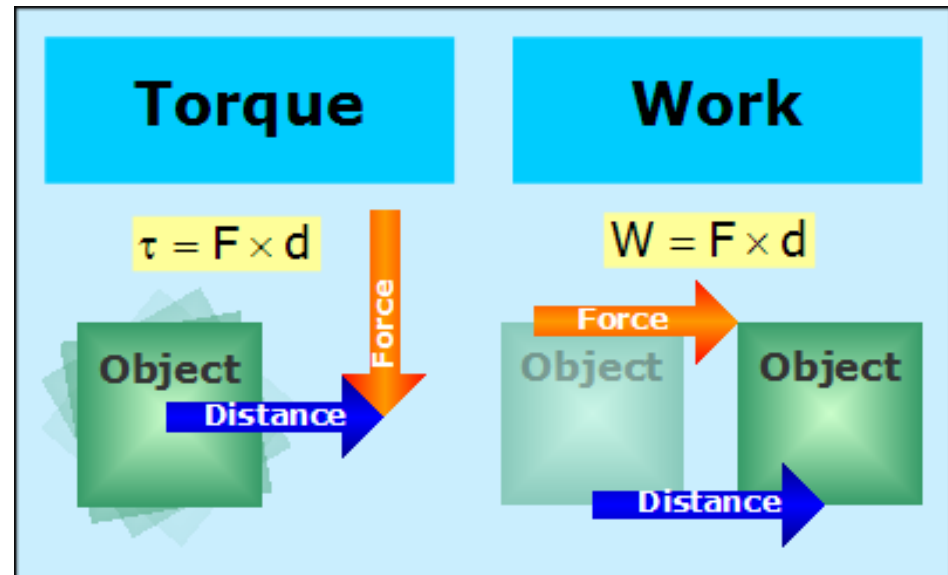 Torque
τ = F × d
Force
Object
Distance
Work
W = F × d
Force
Object
Object
Distance